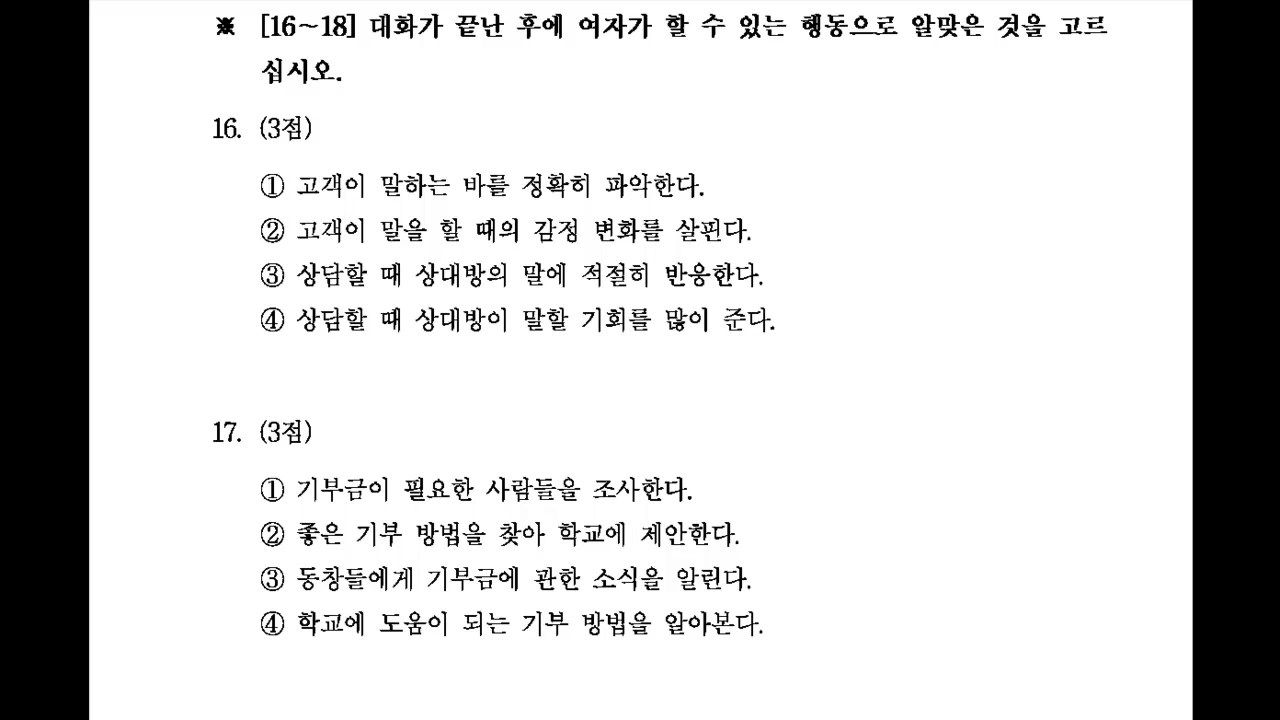 ※ [16~18] 대화가 끝난 후에 여자가 할 수 있는 행동으로 알맞은 것을 고르
십시오.
16. (3점)
① 고객이 말하는 바를 정확히 파악한다.
② 고객이 말을 할 때의 감정 변화를 살핀다.
③ 상담할 때 상대방의 말에 적절히 반응한다.
④ 상담할 때 상대방이 말할 기회를 많이 준다.
17. (3점)
① 기부금이 필요한 사람들을 조사한다.
② 좋은 기부 방법을 찾아 학교에 제안한다.
③ 동창들에게 기부금에 관한 소식을 알린다.
④ 학교에 도움이 되는 기부 방법을 알아본다.